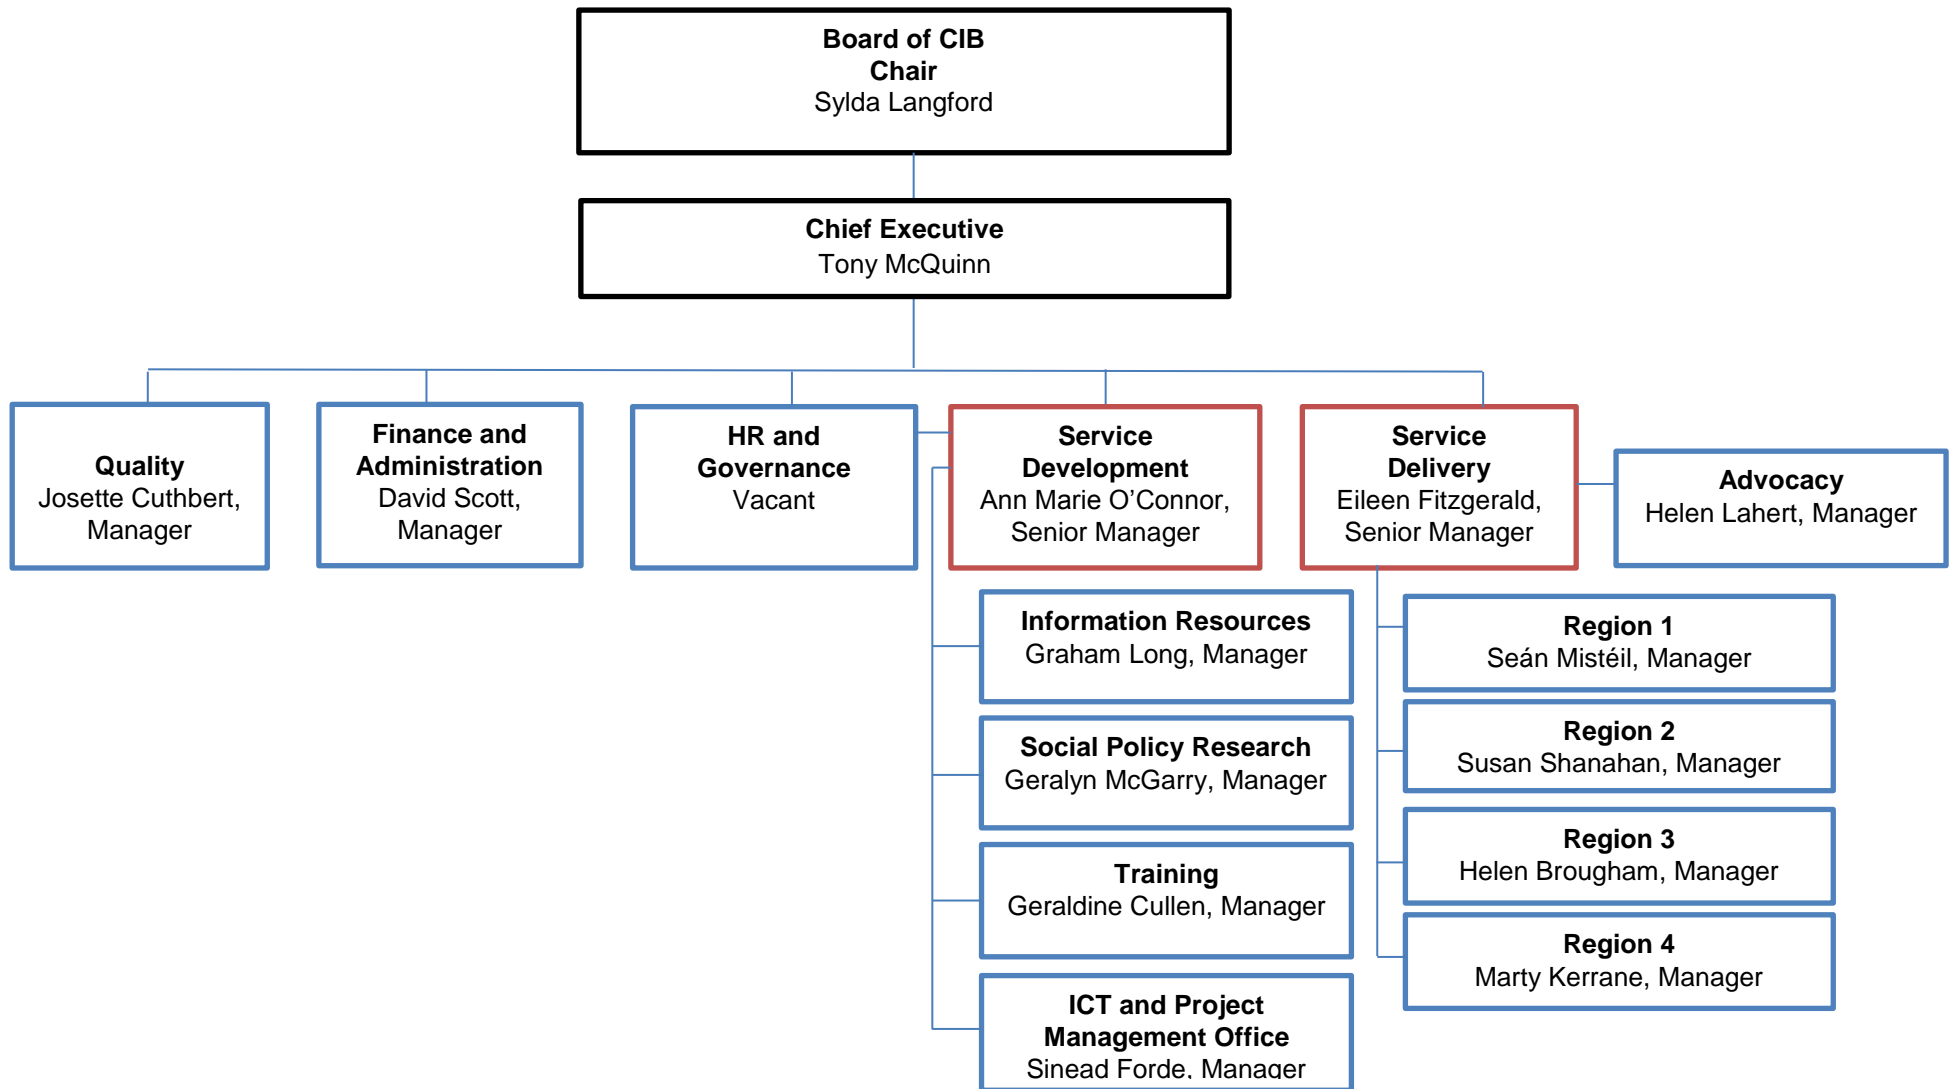 Board of CIB
Chair
Sylda Langford
Chief Executive
Tony McQuinn
Quality
Josette Cuthbert,
Manager
Finance and
Administration
David Scott,
Manager
HR and
Governance
Vacant
Service
Development
Ann Marie O’Connor,
Senior Manager
Service
Delivery
Eileen Fitzgerald,
Senior Manager
Advocacy
Helen Lahert, Manager
Information Resources
Graham Long, Manager
Social Policy Research
Geralyn McGarry, Manager
Training
Geraldine Cullen, Manager
ICT and Project
Management Office
Sinead Forde, Manager
Region 1
Seán Mistéil, Manager
Region 2
Susan Shanahan, Manager
Region 3
Helen Brougham, Manager
Region 4
Marty Kerrane, Manager